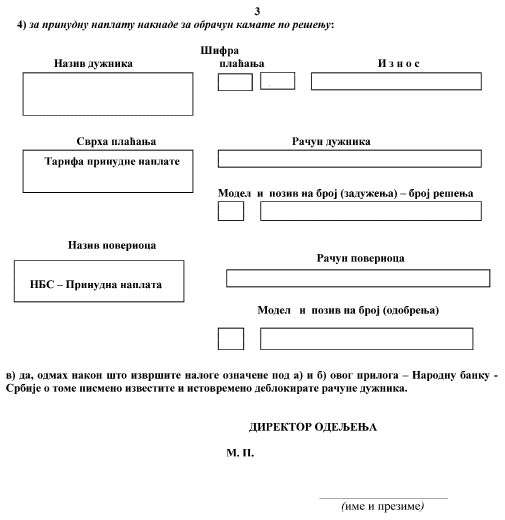 3
4) за принудну наплату накнаде за обрачун камате по решењу:
Шифра
Назив дужника плаћања И з н о с
Сврха плаћања Рачун дужника
Тарифа принудне наплате
Модел и позив на број (задужења) – број решења
Назив повериоца
Рачун повериоца
НБС – Принудна наплата
Модел и позив на број (одобрења)
в) да, одмах након што извршите налоге означене под а) и б) овог прилога – Народну банку -
Србије о томе писмено известите и истовремено деблокирате рачуне дужника.
ДИРЕКТОР ОДЕЉЕЊА
М. П.
(име и презиме)